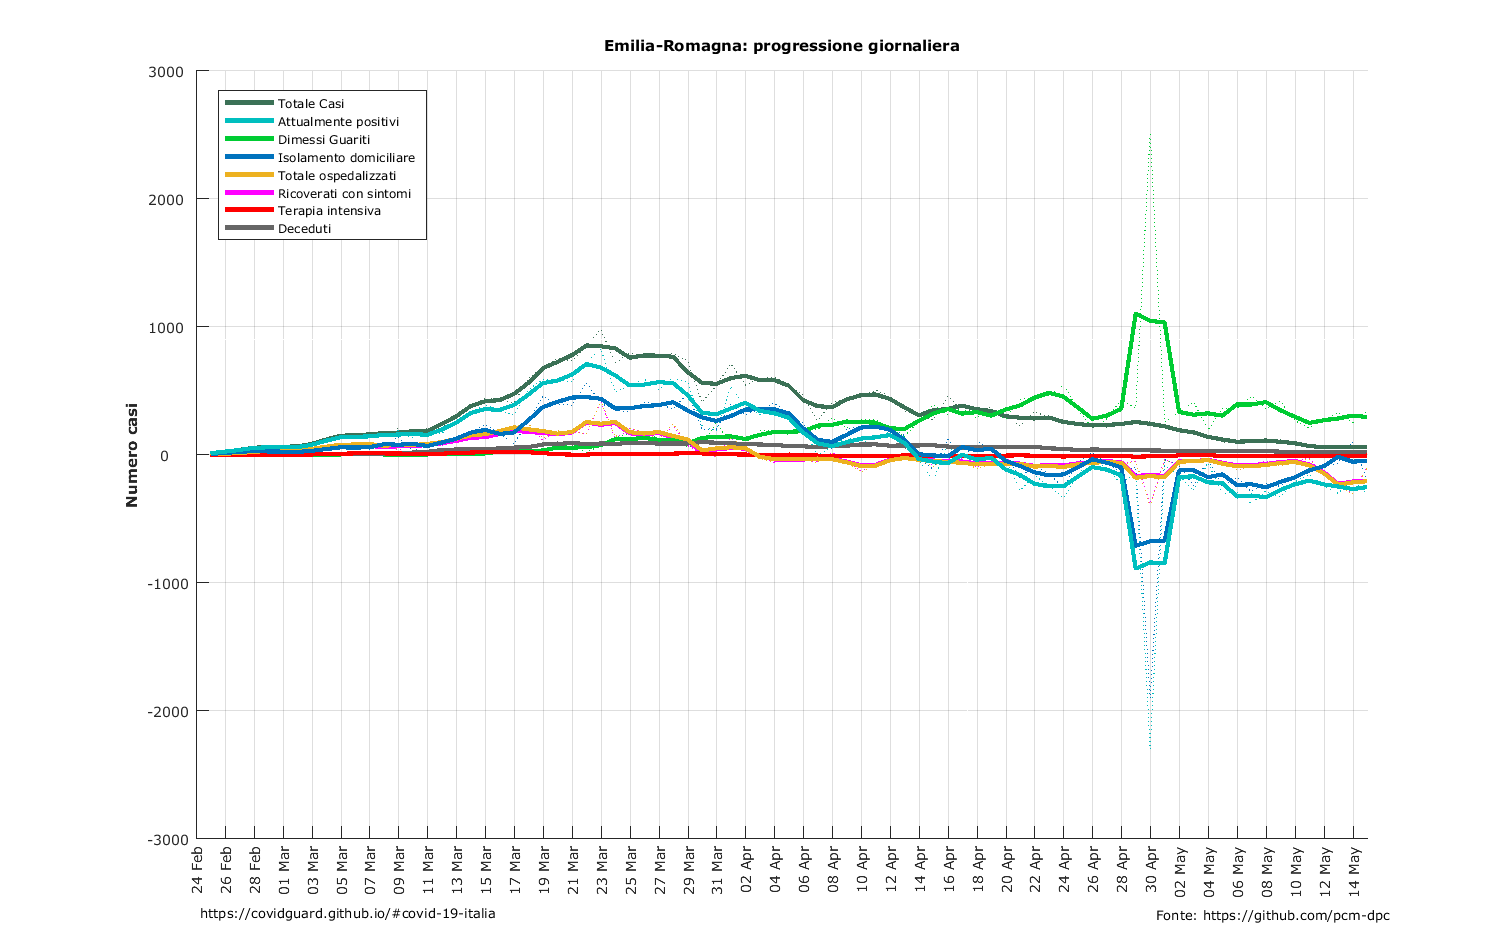 Emilia-Romagna: progressione giornaliera
Numero casi
3000
2000
1000
0
-1000
-2000
-3000
Totale Casi
Attualmente positivi
Dimessi Guariti
Isolamento domiciliare
Totale ospedalizzati
Ricoverati con sintomi
Terapia intensiva
Deceduti
24 Feb
26 Feb
28 Feb
01 Mar
03 Mar
05 Mar
07 Mar
09 Mar
11 Mar
13 Mar
15 Mar
17 Mar
19 Mar
21 Mar
23 Mar
25 Mar
27 Mar
29 Mar
31 Mar
02 Apr
04 Apr
06 Apr
08 Apr
10 Apr
12 Apr
14 Apr
16 Apr
18 Apr
20 Apr
22 Apr
24 Apr
26 Apr
28 Apr
30 Apr
02 May
04 May
06 May
08 May
10 May
12 May
14 May
https://covidguard.github.io/#covid-19-italia
Fonte: https://github.com/pcm-dpc